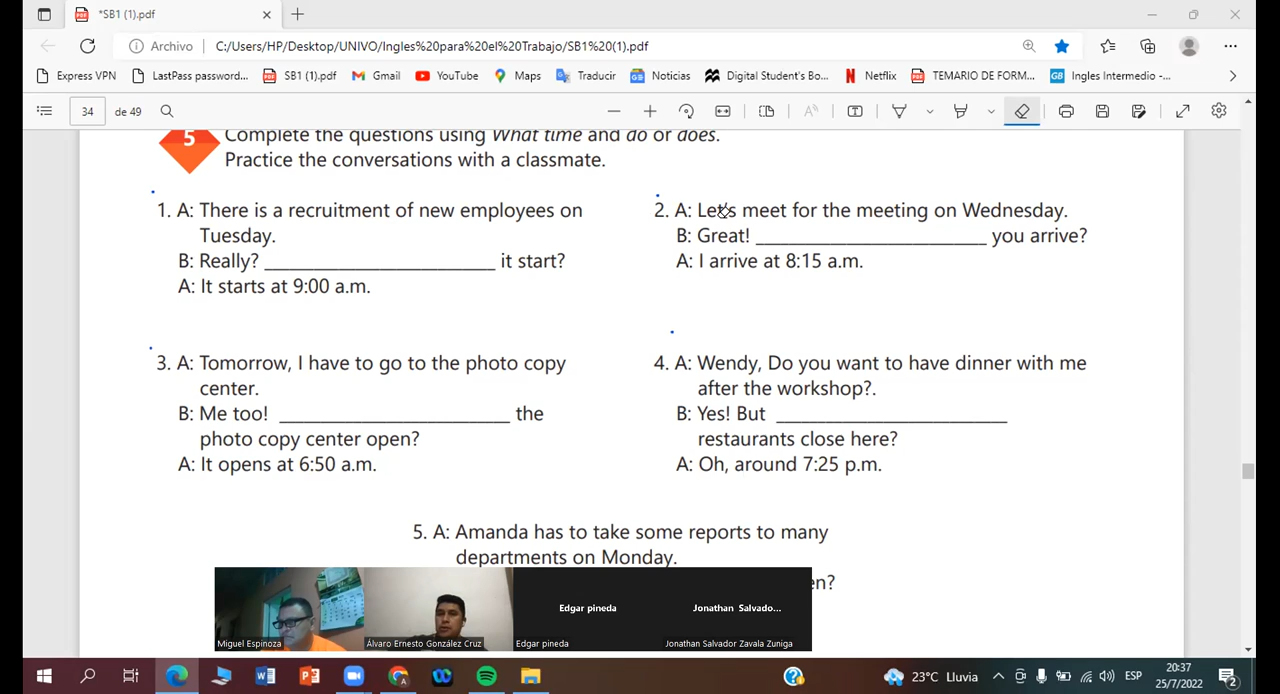 *SB1 (1).pdf
Archivo C:/Users/HP/Desktop/UNIVO/Ingles%20para%20el%20Trabajo/SB1%20(1).pdf
Express VPN LastPass password... SB1 (1).pdf Gmail YouTube Maps Traducir Noticias Digital Student's Bo... Netflix TEMARIO DE FORM... Ingles Intermedio -...
34 de 49
5 Complete the questions using What time and do or does.
Practice the conversations with a classmate.
1. A: There is a recruitment of new employees on
Tuesday.
B: Really? __________________________ it start?
A: It starts at 9:00 a.m.
2. A: Let's meet for the meeting on Wednesday.
B: Great! __________________________ you arrive?
A: I arrive at 8:15 a.m.
3. A: Tomorrow, I have to go to the photo copy
center.
B: Me too! __________________________ the
photo copy center open?
A: It opens at 6:50 a.m.
4. A: Wendy, Do you want to have dinner with me
after the workshop?.
B: Yes! But __________________________
restaurants close here?
A: Oh, around 7:25 p.m.
5. A: Amanda has to take some reports to many
departments on Monday.
en?
Edgar pineda
Jonathan Salvado...
Miguel Espinoza
Álvaro Ernesto González Cruz
Edgar pineda
Jonathan Salvador Zavala Zuniga
23°C Lluvia
ESP
20:37
25/7/2022
2